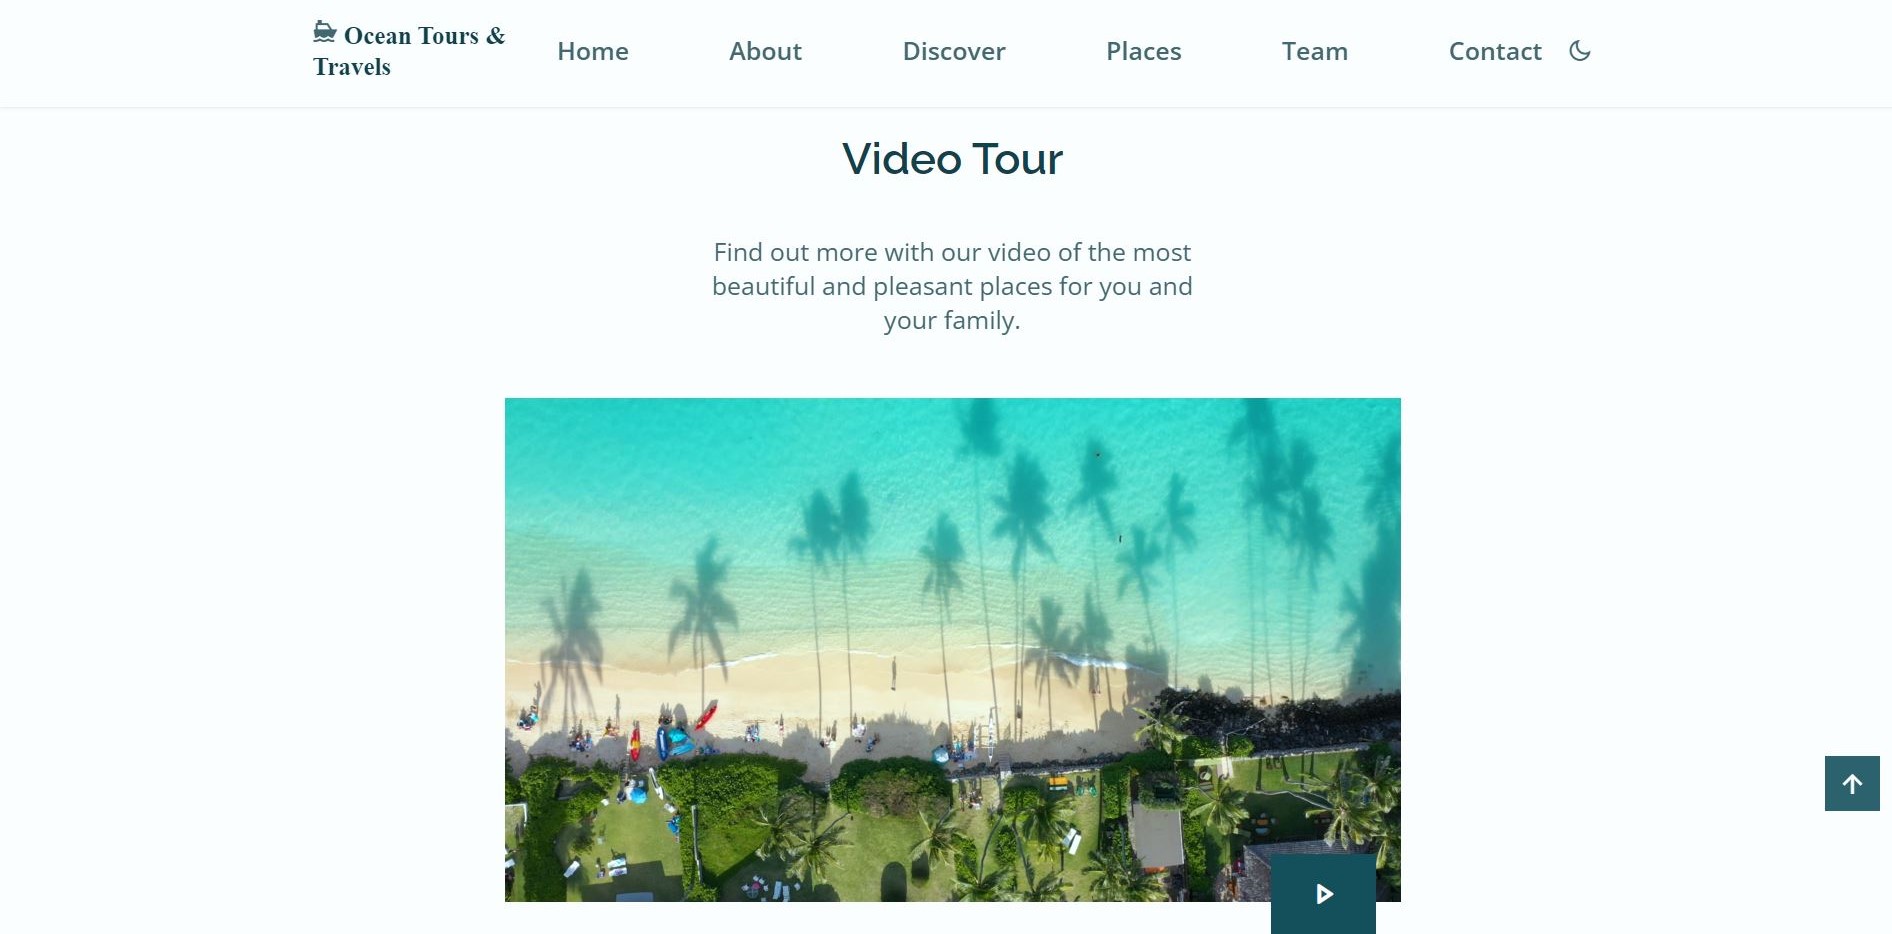 Ocean Tours &
Travels
Home
About
Discover
Places
Team
Contact
Video Tour
Find out more with our video of the most
beautiful and pleasant places for you and
your family.